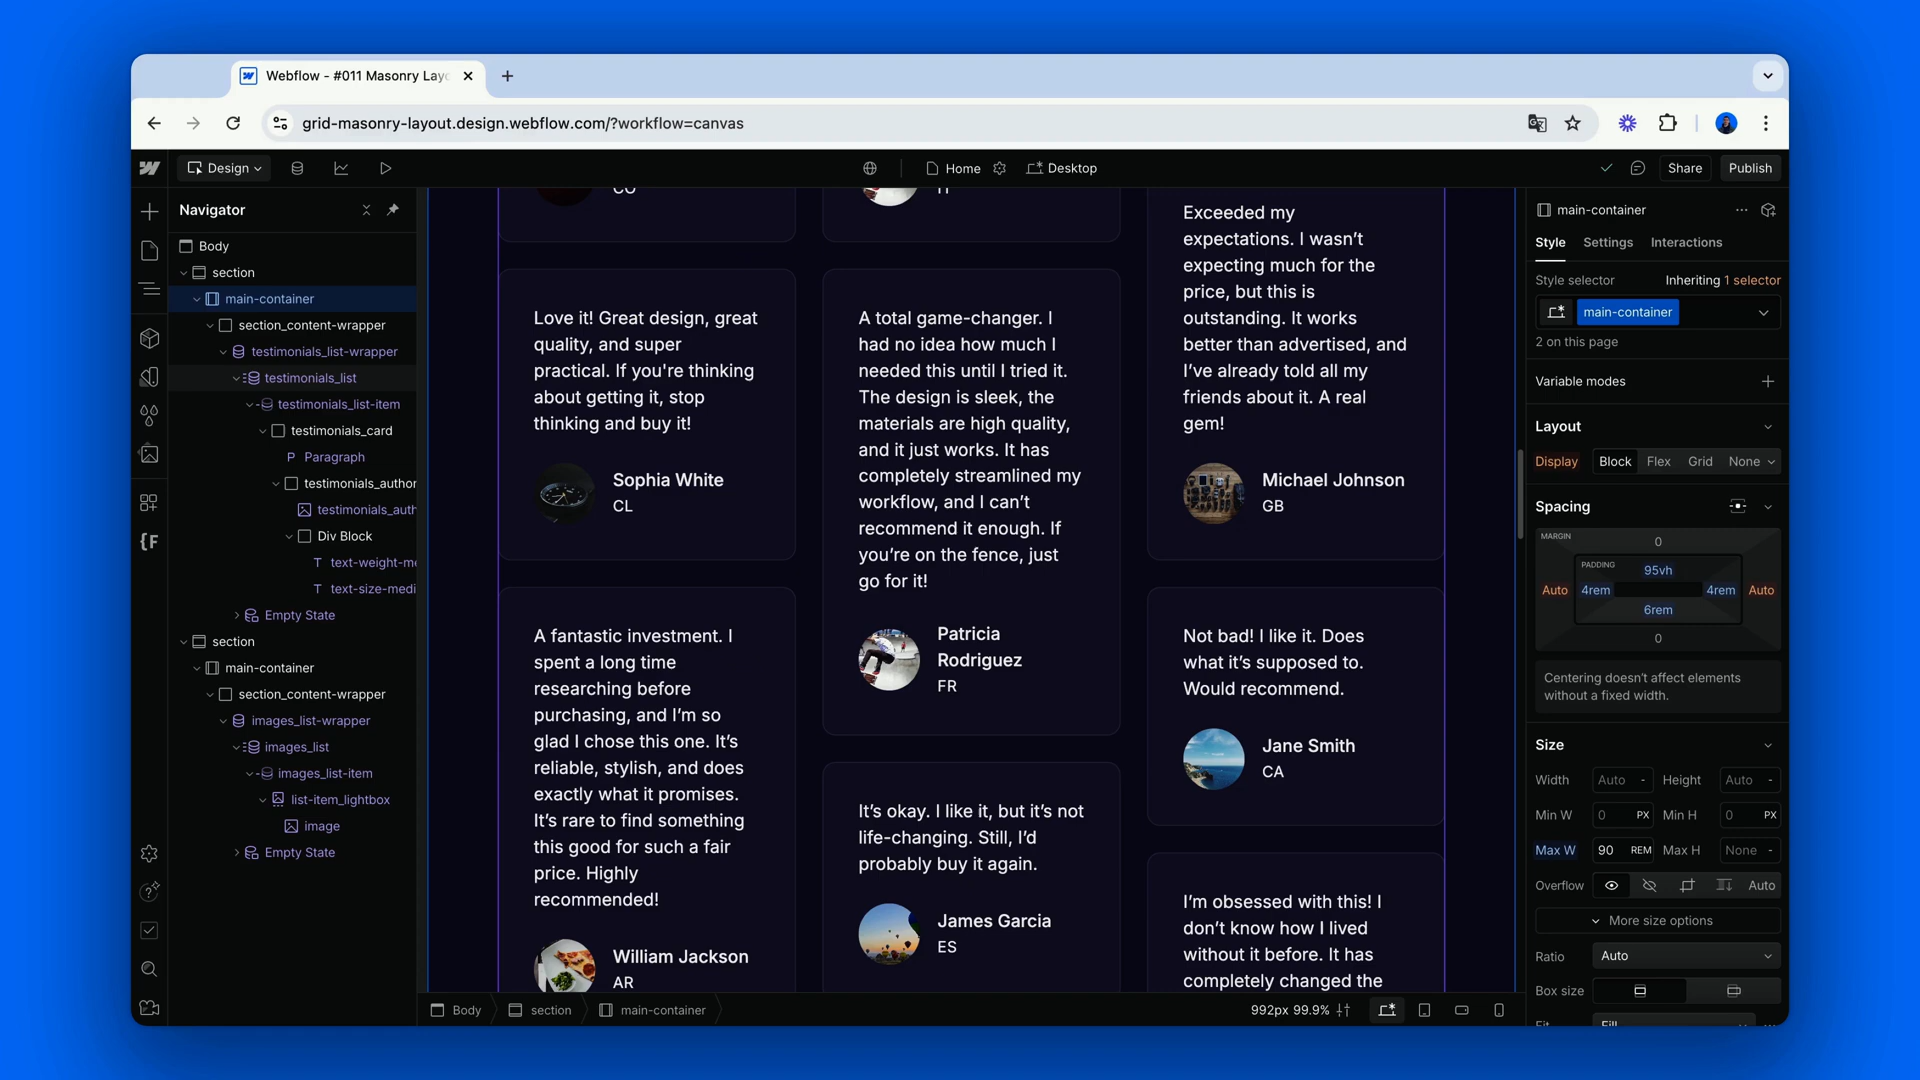 Webflow - #011 Masonry Lay
grid-masonry-layout.design.webflow.com/?workflow=canvas
Design
Home
Desktop
Share
Publish
Navigator
Body
section
main-container
section_content-wrapper
testimonials_list-wrapper
testimonials_list
testimonials_list-item
testimonials_card
P Paragraph
testimonials_author
testimonials_auth
Div Block
T text-weight-me
T text-size-medi
Empty State
section
main-container
section_content-wrapper
images_list-wrapper
images_list
images_list-item
list-item_lightbox
image
Empty State
CO
Love it! Great design, great
quality, and super
practical. If you're thinking
about getting it, stop
thinking and buy it!
Sophia White
CL
A fantastic investment. I
spent a long time
researching before
purchasing, and I’m so
glad I chose this one. It’s
reliable, stylish, and does
exactly what it promises.
It’s rare to find something
this good for such a fair
price. Highly
recommended!
William Jackson
AR
IT
A total game-changer. I
had no idea how much I
needed this until I tried it.
The design is sleek, the
materials are high quality,
and it just works. It has
completely streamlined my
workflow, and I can’t
recommend it enough. If
you’re on the fence, just
go for it!
Patricia
Rodriguez
FR
It’s okay. I like it, but it’s not
life-changing. Still, I’d
probably buy it again.
James Garcia
ES
Exceeded my
expectations. I wasn’t
expecting much for the
price, but this is
outstanding. It works
better than advertised, and
I’ve already told all my
friends about it. A real
gem!
Michael Johnson
GB
Not bad! I like it. Does
what it’s supposed to.
Would recommend.
Jane Smith
CA
I’m obsessed with this! I
don’t know how I lived
without it before. It has
completely changed the
main-container
Style Settings Interactions
Style selector Inheriting 1 selector
main-container
2 on this page
Variable modes
Layout
Display Block Flex Grid None
Spacing
MARGIN
0
PADDING
95vh
Auto 4rem 4rem Auto
6rem
0
Centering doesn’t affect elements
without a fixed width.
Size
Width Auto - Height Auto -
Min W 0 PX Min H 0 PX
Max W 90 REM Max H None -
Overflow Auto
More size options
Ratio Auto
Box size
Fit Fill
Body section main-container
992px 99.9%